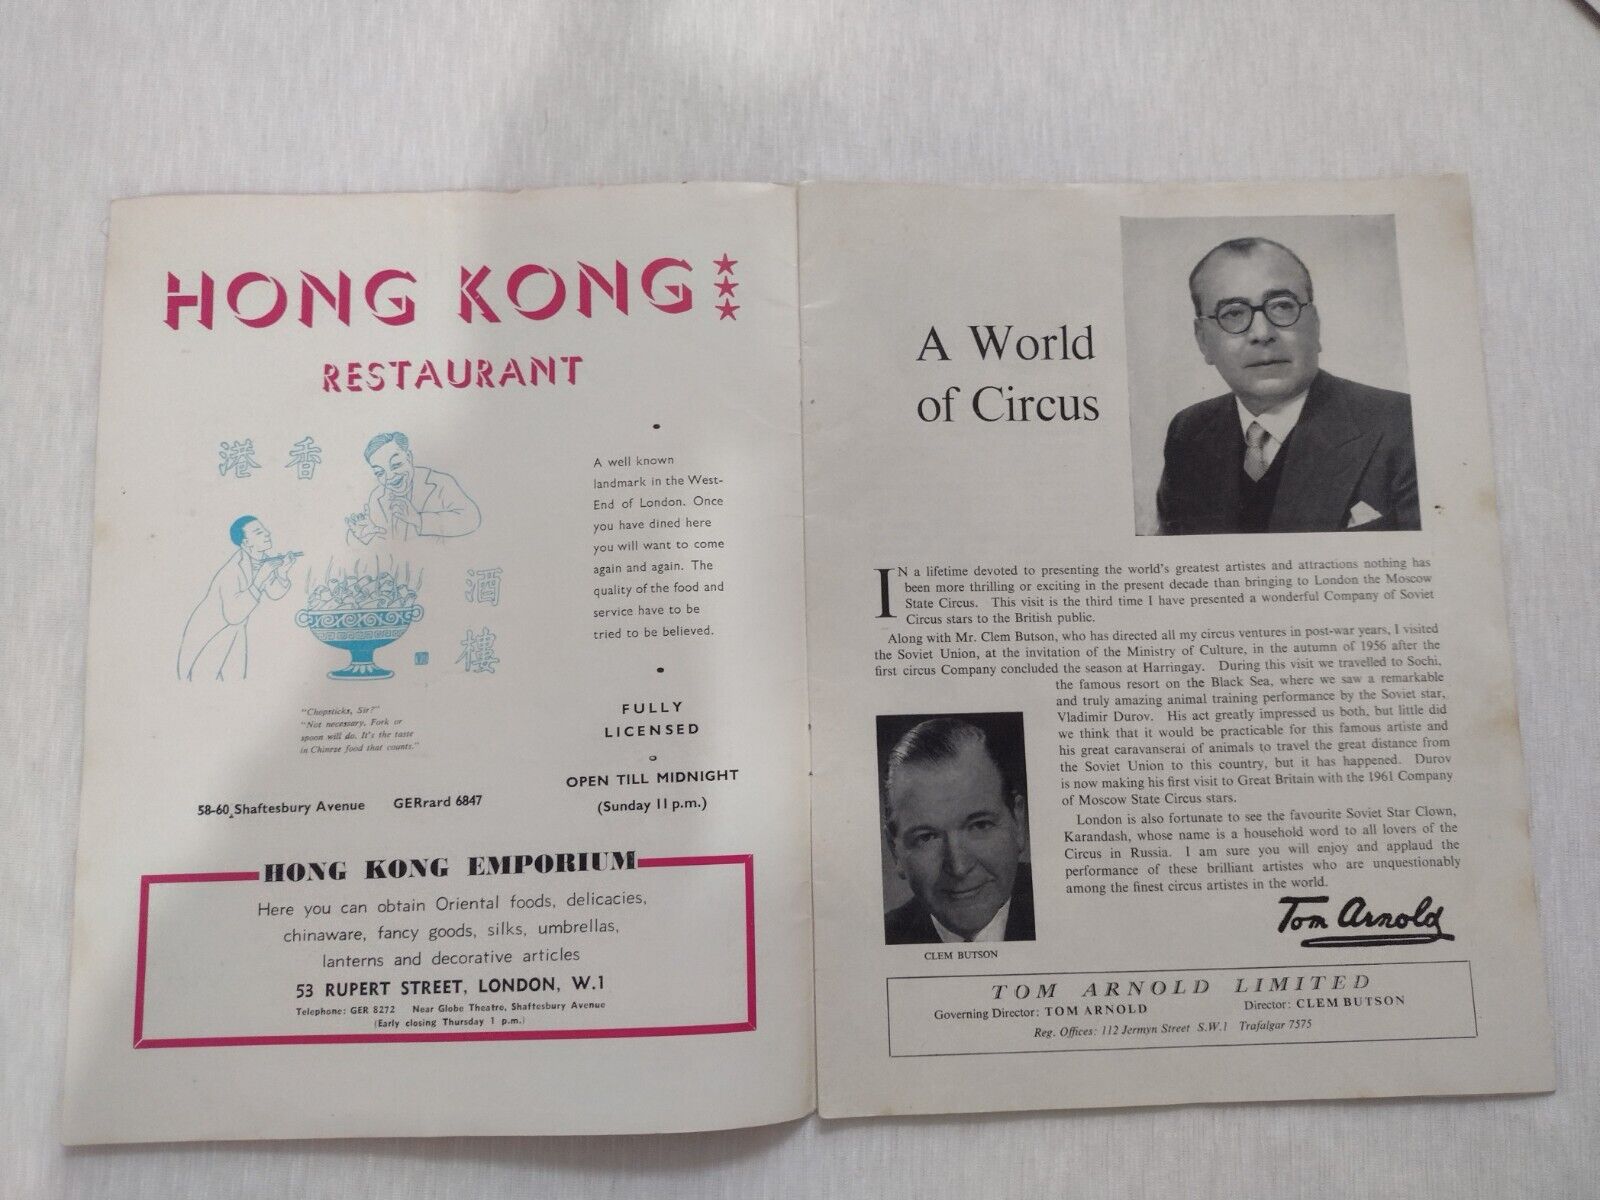 HONG KONG
RESTAURANT
港 香
酒
樓
A well known
landmark in the West-
End of London. Once
you have dined here
you will want to come
again and again. The
quality of the food and
service have to be
tried to be believed.
"Chopsticks, Sir?"
"Not necessary. Fork or
spoon will do. It's the taste
in Chinese food that counts."
FULLY
LICENSED
OPEN TILL MIDNIGHT
(Sunday 11 p.m.)
58-60 Shaftesbury Avenue GERrard 6847
HONG KONG EMPORIUM
Here you can obtain Oriental foods, delicacies,
chinaware, fancy goods, silks, umbrellas,
lanterns and decorative articles
53 RUPERT STREET, LONDON, W.1
Telephone: GER 8272 Near Globe Theatre, Shaftesbury Avenue
(Early closing Thursday 1 p.m.)
A World
of Circus
IN a lifetime devoted to presenting the world's greatest artistes and attractions nothing has
been more thrilling or exciting in the present decade than bringing to London the Moscow
State Circus. This visit is the third time I have presented a wonderful Company of Soviet
Circus stars to the British public.
Along with Mr. Clem Butson, who has directed all my circus ventures in post-war years, I visited
the Soviet Union, at the invitation of the Ministry of Culture, in the autumn of 1956 after the
first circus Company concluded the season at Harringay. During this visit we travelled to Sochi,
the famous resort on the Black Sea, where we saw a remarkable
and truly amazing animal training performance by the Soviet star,
Vladimir Durov. His act greatly impressed us both, but little did
we think that it would be practicable for this famous artiste and
his great caravanserai of animals to travel the great distance from
the Soviet Union to this country, but it has happened. Durov
is now making his first visit to Great Britain with the 1961 Company
of Moscow State Circus stars.
London is also fortunate to see the favourite Soviet Star Clown,
Karandash, whose name is a household word to all lovers of the
Circus in Russia. I am sure you will enjoy and applaud the
performance of these brilliant artistes who are unquestionably
among the finest circus artistes in the world.
Tom Arnold
CLEM BUTSON
TOM ARNOLD LIMITED
Governing Director: TOM ARNOLD Director: CLEM BUTSON
Reg. Offices: 112 Jermyn Street S.W.1 Trafalgar 7575